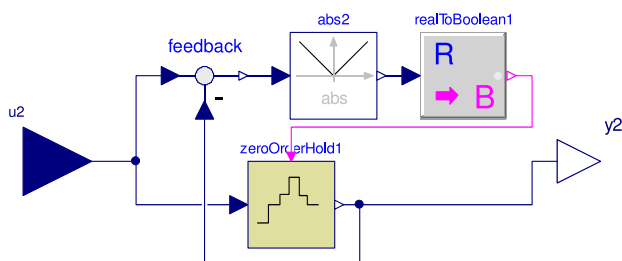 abs2
realToBoolean1
feedback
R
B
abs
-
u2
y2
zeroOrderHold1